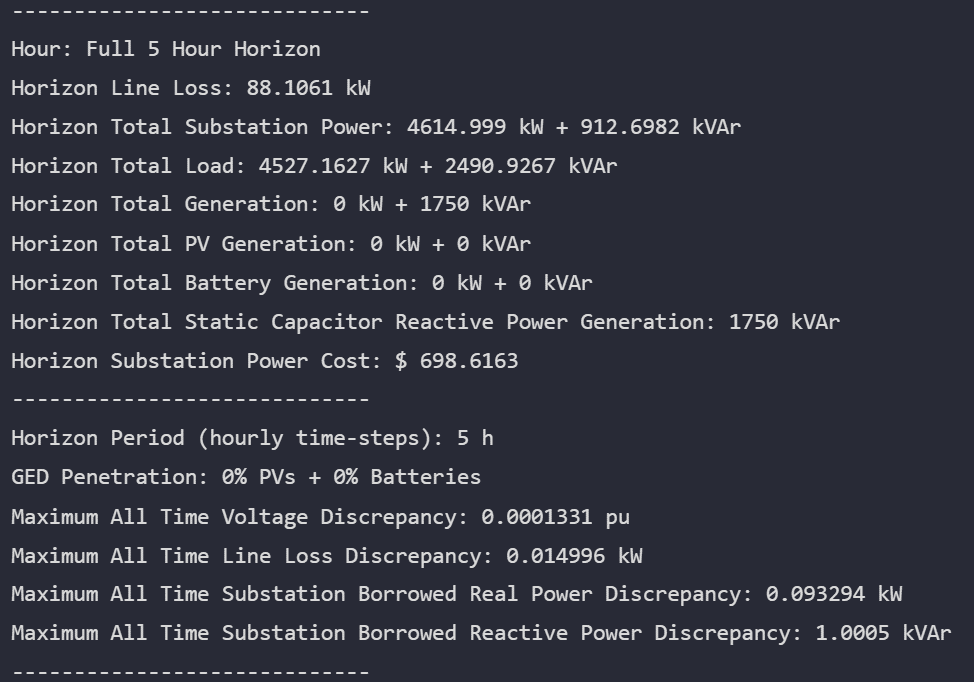 -----------------------------
Hour: Full 5 Hour Horizon
Horizon Line Loss: 88.1061 kW
Horizon Total Substation Power: 4614.999 kW + 912.6982 kVAr
Horizon Total Load: 4527.1627 kW + 2490.9267 kVAr
Horizon Total Generation: 0 kW + 1750 kVAr
Horizon Total PV Generation: 0 kW + 0 kVAr
Horizon Total Battery Generation: 0 kW + 0 kVAr
Horizon Total Static Capacitor Reactive Power Generation: 1750 kVAr
Horizon Substation Power Cost: $ 698.6163
-----------------------------
Horizon Period (hourly time-steps): 5 h
GED Penetration: 0% PVs + 0% Batteries
Maximum All Time Voltage Discrepancy: 0.0001331 pu
Maximum All Time Line Loss Discrepancy: 0.014996 kW
Maximum All Time Substation Borrowed Real Power Discrepancy: 0.093294 kW
Maximum All Time Substation Borrowed Reactive Power Discrepancy: 1.0005 kVAr
-----------------------------